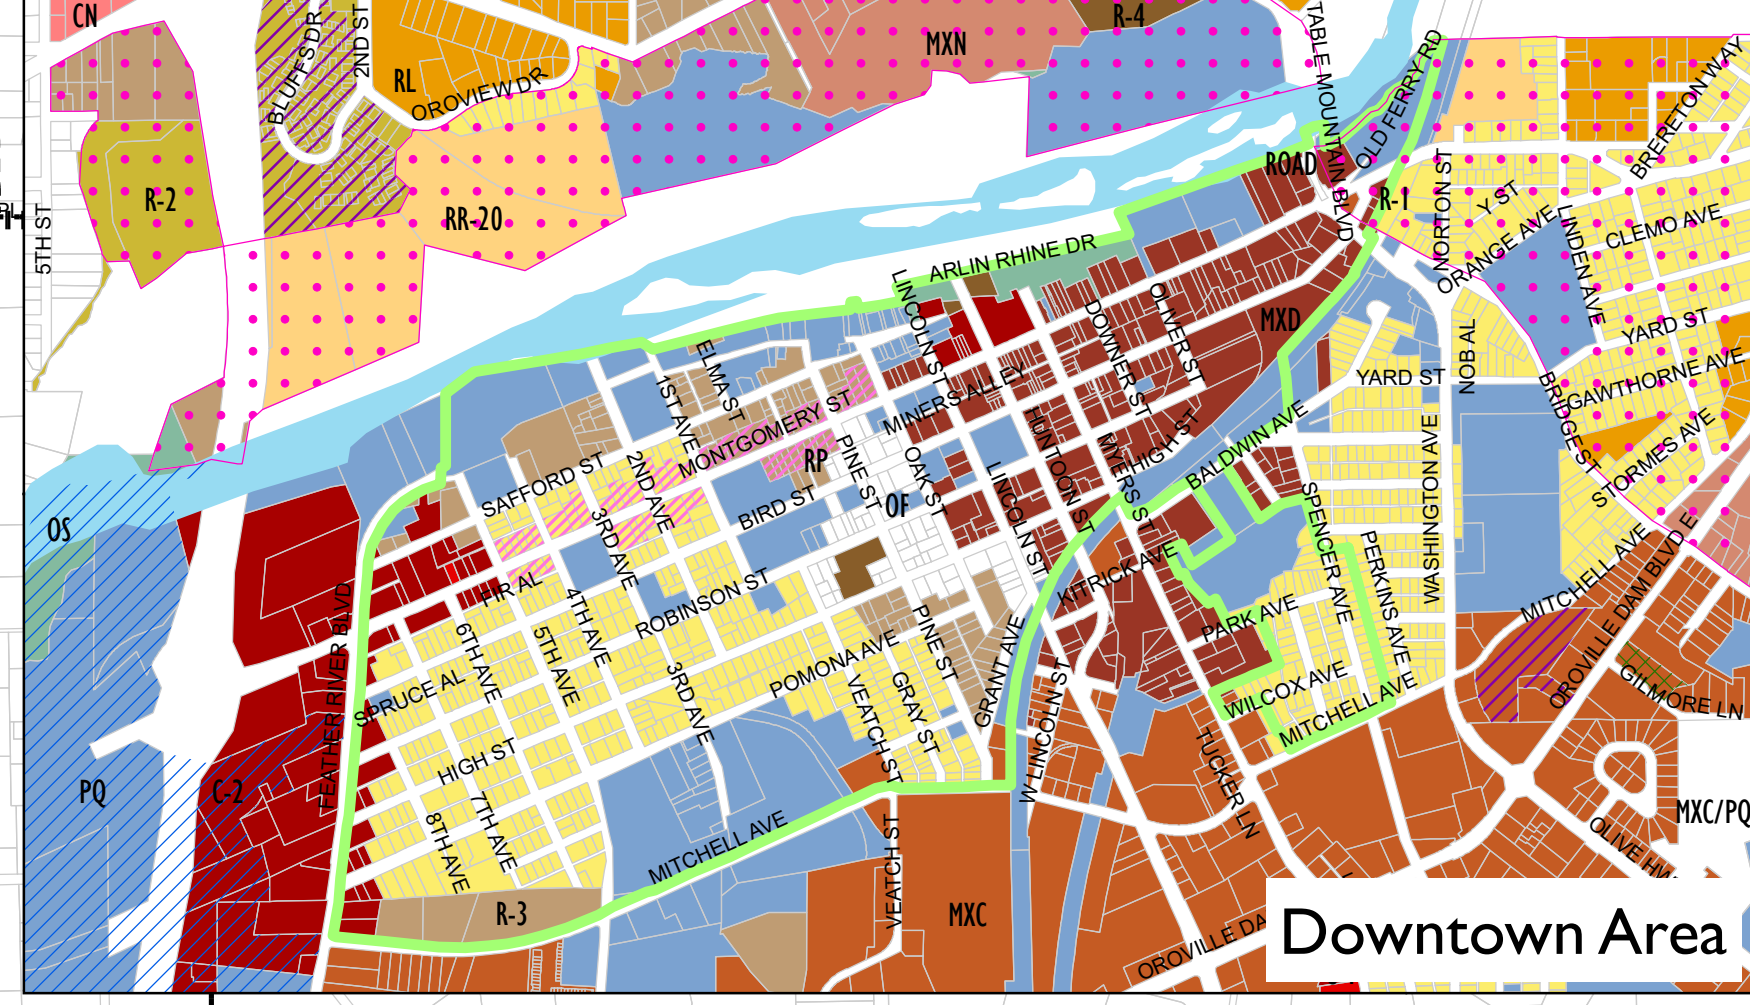 CN
BLUFFS DR
2ND ST
RL
OROVIEW DR
MXN
R-4
TABLE MOUNTAIN BLVD
OLD FERRY RD
BRERETON WAY
R-2
5TH ST
RR-20
ROAD
R-1
NORTON ST
Y ST
ORANGE AVE
LINDEN AVE
CLEMO AVE
ARLIN RHINE DR
LINCOLN ST
DOWNER ST
OLIVER ST
MXD
YARD ST
NOB AL
YARD ST
GAWTHORNE AVE
BRIDGE ST
STORMES AVE
ELMA ST
1ST AVE
MONTGOMERY ST
MINERS ALLEY
HUNTOON ST
MYERS ST
HIGH ST
BALDWIN AVE
WASHINGTON AVE
SAFFORD ST
2ND AVE
RP
PINE ST
OAK ST
LINCOLN ST
BIRD ST
OF
3RD AVE
SPENCER AVE
PERKINS AVE
OS
FIR AL
ROBINSON ST
4TH AVE
KITRICK AVE
PARK AVE
MITCHELL AVE
OROVILLE DAM BLVD E
FEATHER RIVER BLVD
6TH AVE
5TH AVE
3RD AVE
POMONA AVE
PINE ST
GRANT AVE
W LINCOLN ST
WILCOX AVE
MITCHELL AVE
GILMORE LN
SPRUCE AL
VEATCH ST
GRAY ST
HIGH ST
TUCKER LN
PQ
C-2
7TH AVE
8TH AVE
MITCHELL AVE
VEATCH ST
MXC
R-3
MXC/PQ
OLIVE HW
OROVILLE DA
Downtown Area